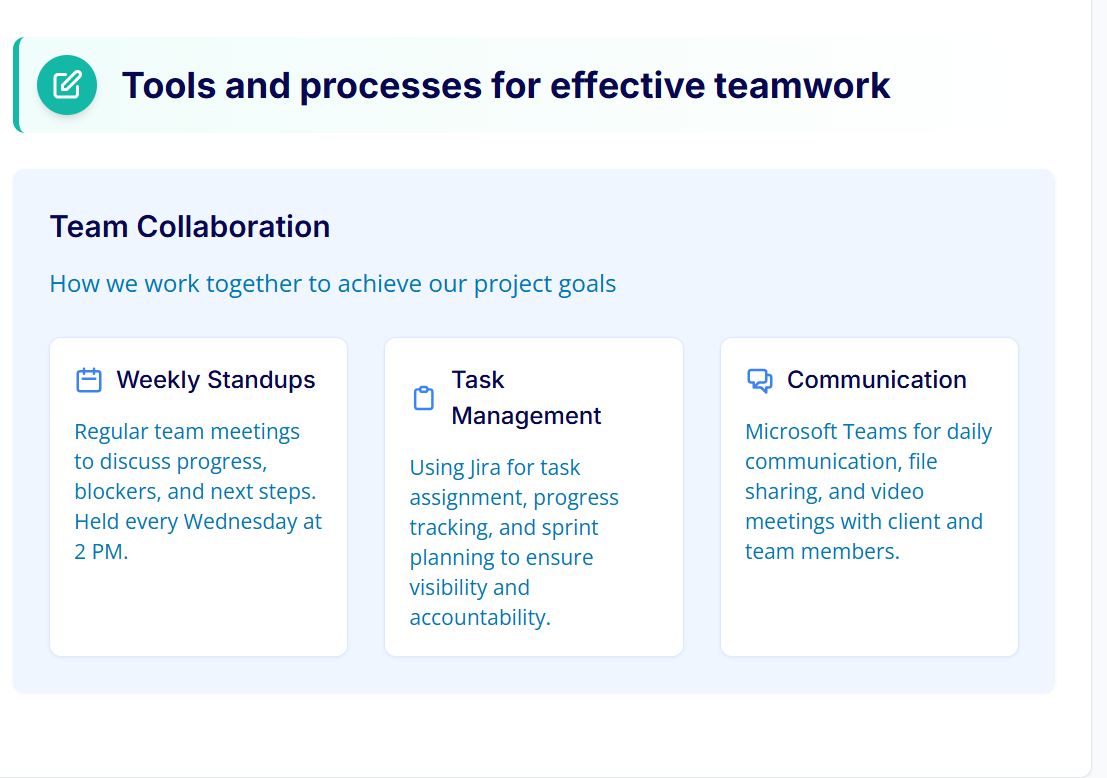 Tools and processes for effective teamwork
Team Collaboration
How we work together to achieve our project goals
Weekly Standups
Regular team meetings
to discuss progress,
blockers, and next steps.
Held every Wednesday at
2 PM.
Task
Management
Using Jira for task
assignment, progress
tracking, and sprint
planning to ensure
visibility and
accountability.
Communication
Microsoft Teams for daily
communication, file
sharing, and video
meetings with client and
team members.